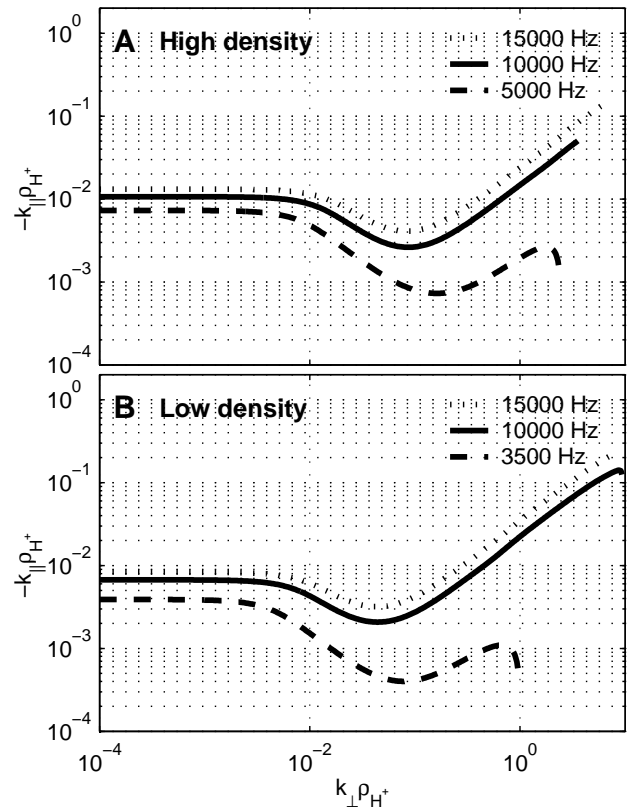 10^0
A High density
15000 Hz
10000 Hz
5000 Hz
10^−1
10^−2
−k_||ρ_H^+
10^−3
10^−4
10^0
B Low density
15000 Hz
10000 Hz
3500 Hz
10^−1
10^−2
−k_||ρ_H^+
10^−3
10^−4
10^−4 10^−2 10^0
k_⊥ρ_H^+